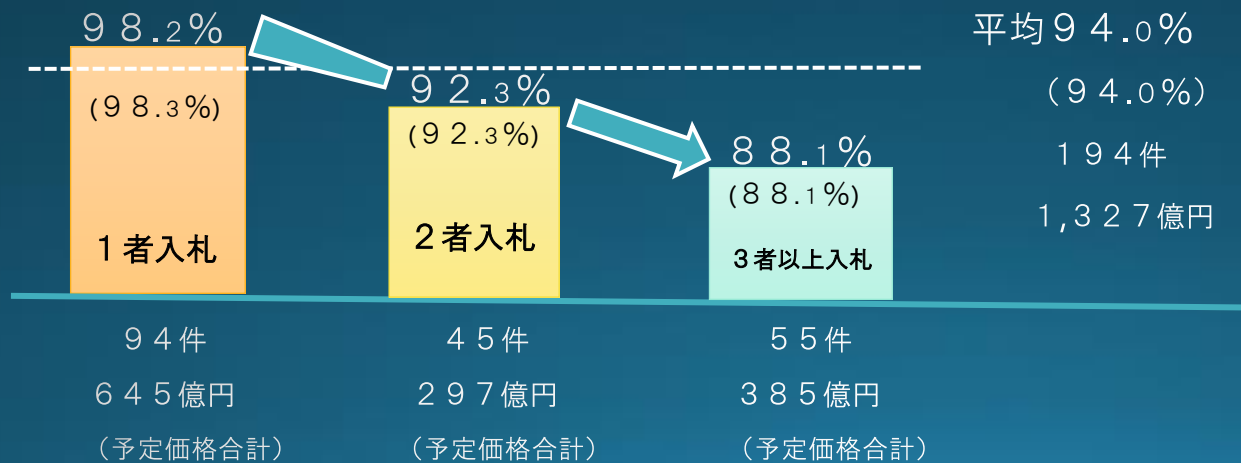 98.2%
(98.3%)
1者入札
94件
645億円
（予定価格合計）
92.3%
(92.3%)
2者入札
45件
297億円
（予定価格合計）
88.1%
(88.1%)
3者以上入札
55件
385億円
（予定価格合計）
平均94.0%
（94.0%）
194件
1,327億円